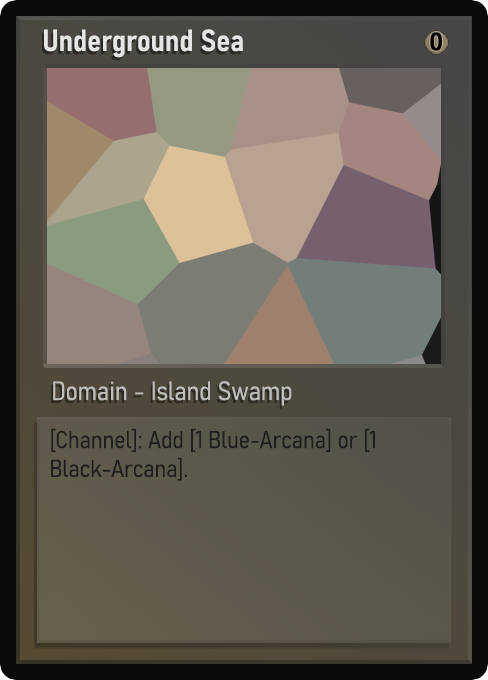 Underground Sea
0
Domain - Island Swamp
[Channel]: Add [1 Blue-Arcana] or [1
Black-Arcana].